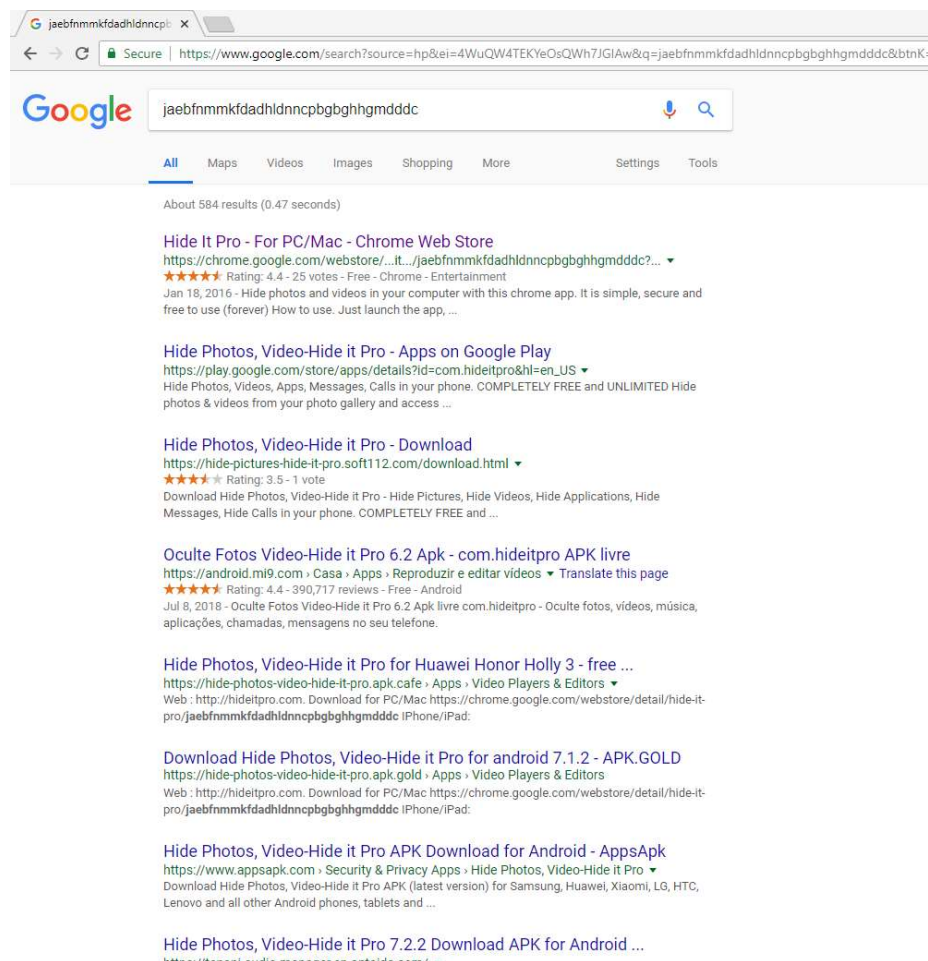 jaebfnmmkfdadhldnncpb
Secure | https://www.google.com/search?source=hp&ei=4WuQW4TEKYeOsQWh7JGIAw&q=jaebfnmmkfdadhldnncpbgbghhgmdddc&btnK=
Google jaebfnmmkfdadhldnncpbgbghhgmdddc
All Maps Videos Images Shopping More Settings Tools
About 584 results (0.47 seconds)
Hide It Pro - For PC/Mac - Chrome Web Store
https://chrome.google.com/webstore/...it.../jaebfnmmkfdadhldnncpbgbghhgmdddc?...
Rating: 4.4 - 25 votes - Free - Chrome - Entertainment
Jan 18, 2016 - Hide photos and videos in your computer with this chrome app. It is simple, secure and
free to use (forever) How to use. Just launch the app, ...
Hide Photos, Video-Hide it Pro - Apps on Google Play
https://play.google.com/store/apps/details?id=com.hideitpro&hl=en_US
Hide Photos, Videos, Apps, Messages, Calls in your phone. COMPLETELY FREE and UNLIMITED Hide
photos & videos from your photo gallery and access ...
Hide Photos, Video-Hide it Pro - Download
https://hide-pictures-hide-it-pro.soft112.com/download.html
Rating: 3.5 - 1 vote
Download Hide Photos, Video-Hide it Pro - Hide Pictures, Hide Videos, Hide Applications, Hide
Messages, Hide Calls in your phone. COMPLETELY FREE and ...
Oculte Fotos Video-Hide it Pro 6.2 Apk - com.hideitpro APK livre
https://android.mi9.com › Casa › Apps › Reproduzir e editar vídeos Translate this page
Rating: 4.4 - 390,717 reviews - Free - Android
Jul 8, 2018 - Oculte Fotos Video-Hide it Pro 6.2 Apk livre com.hideitpro - Oculte fotos, vídeos, música,
aplicações, chamadas, mensagens no seu telefone.
Hide Photos, Video-Hide it Pro for Huawei Honor Holly 3 - free ...
https://hide-photos-video-hide-it-pro.apk.cafe › Apps › Video Players & Editors
Web : http://hideitpro.com. Download for PC/Mac https://chrome.google.com/webstore/detail/hide-it-
pro/jaebfnmmkfdadhldnncpbgbghhgmdddc IPhone/iPad:
Download Hide Photos, Video-Hide it Pro for android 7.1.2 - APK.GOLD
https://hide-photos-video-hide-it-pro.apk.gold › Apps › Video Players & Editors
Web : http://hideitpro.com. Download for PC/Mac https://chrome.google.com/webstore/detail/hide-it-
pro/jaebfnmmkfdadhldnncpbgbghhgmdddc IPhone/iPad:
Hide Photos, Video-Hide it Pro APK Download for Android - AppsApk
https://www.appsapk.com › Security & Privacy Apps › Hide Photos, Video-Hide it Pro
Download Hide Photos, Video-Hide it Pro APK (latest version) for Samsung, Huawei, Xiaomi, LG, HTC,
Lenovo and all other Android phones, tablets and ...
Hide Photos, Video-Hide it Pro 7.2.2 Download APK for Android ...